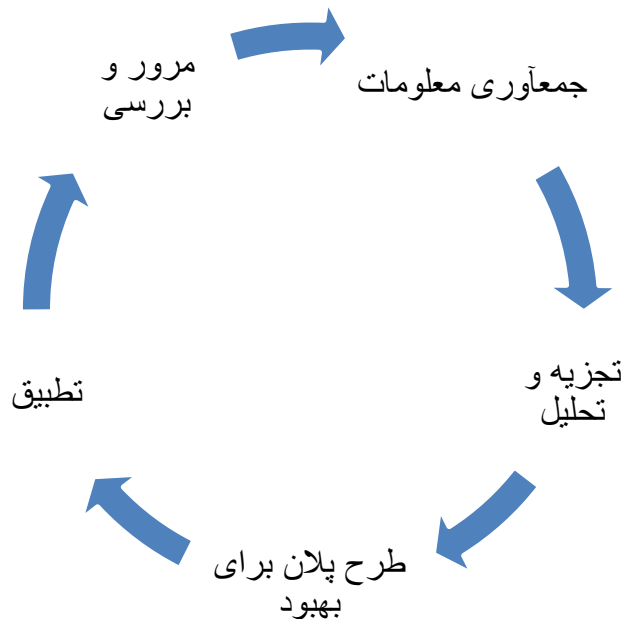 جمعآوری معلومات
تجزیه و
تحلیل
طرح پلان برای
بهبود
تطبیق
مرور و
بررسی